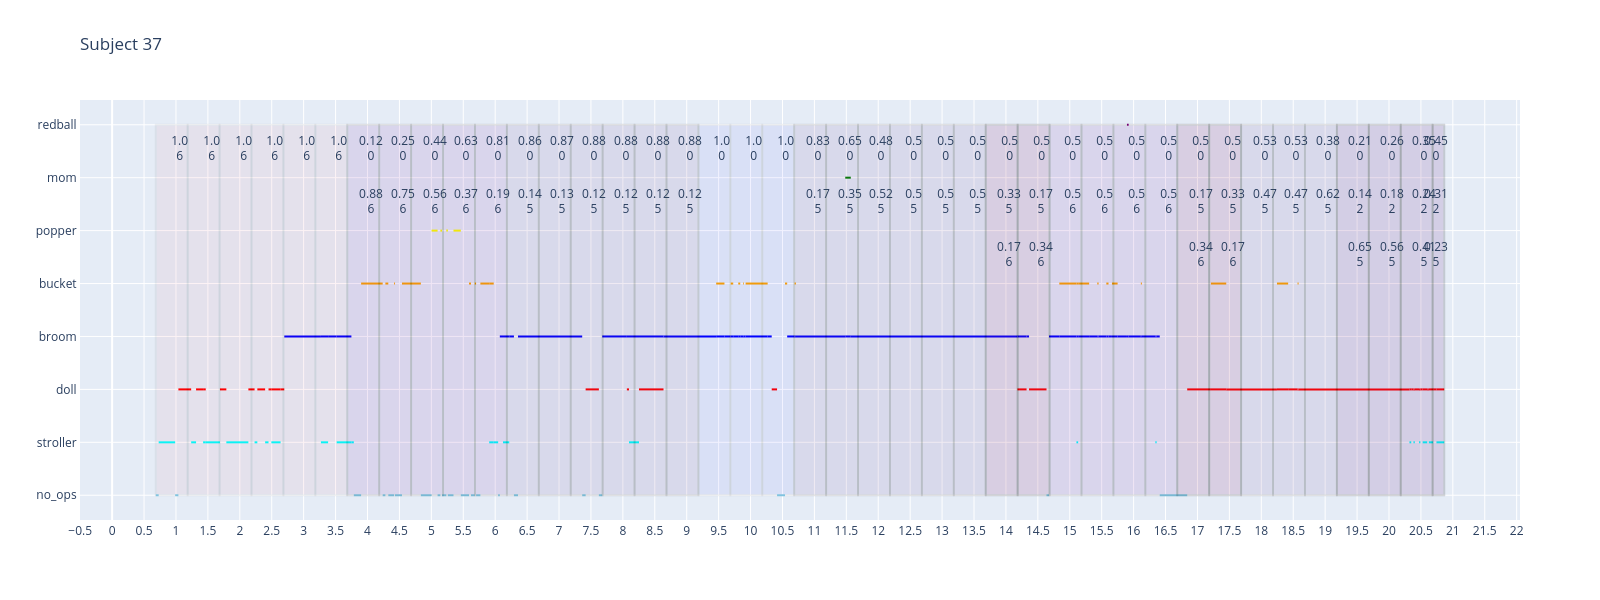 Subject 37
redball
1.0 1.0 1.0 1.0 1.0 1.0 0.12 0.25 0.44 0.63 0.81 0.86 0.87 0.88 0.88 0.88 0.88 1.0 1.0 1.0 0.83 0.65 0.48 0.5 0.5 0.5 0.5 0.5 0.5 0.5 0.5 0.5 0.5 0.5 0.53 0.53 0.38 0.21 0.26 0.45
6 6 6 6 6 6 0 0 0 0 0 0 0 0 0 0 0 0 0 0 0 0 0 0 0 0 0 0 0 0 0 0 0 0 0 0 0 0 0 0 0
mom
0.88 0.75 0.56 0.37 0.19 0.14 0.13 0.12 0.12 0.12 0.12 0.17 0.35 0.52 0.5 0.5 0.5 0.33 0.17 0.5 0.5 0.5 0.5 0.17 0.33 0.47 0.47 0.62 0.14 0.18 0.31
6 6 6 6 6 5 5 5 5 5 5 5 5 5 5 5 5 5 5 6 6 6 6 5 5 5 5 5 2 2 2 2
popper
0.17 0.34 0.34 0.17 0.65 0.56 0.23
6 6 6 6 5 5 5 5
bucket
broom
doll
stroller
no_ops
−0.5 0 0.5 1 1.5 2 2.5 3 3.5 4 4.5 5 5.5 6 6.5 7 7.5 8 8.5 9 9.5 10 10.5 11 11.5 12 12.5 13 13.5 14 14.5 15 15.5 16 16.5 17 17.5 18 18.5 19 19.5 20 20.5 21 21.5 22